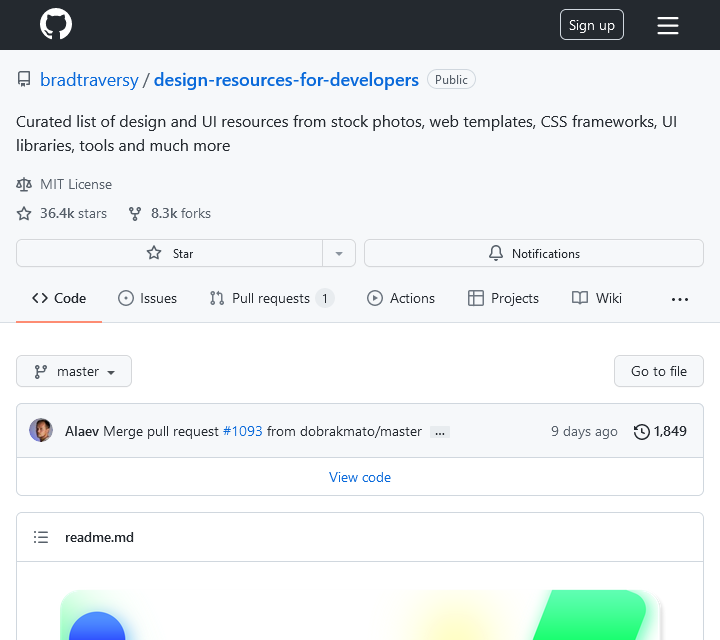 Sign up
bradtraversy / design-resources-for-developers Public
Curated list of design and UI resources from stock photos, web templates, CSS frameworks, UI
libraries, tools and much more
MIT License
36.4k stars 8.3k forks
Star Notifications
Code Issues Pull requests 1 Actions Projects Wiki
master Go to file
Alaev Merge pull request #1093 from dobrakmato/master ... 9 days ago 1,849
View code
readme.md